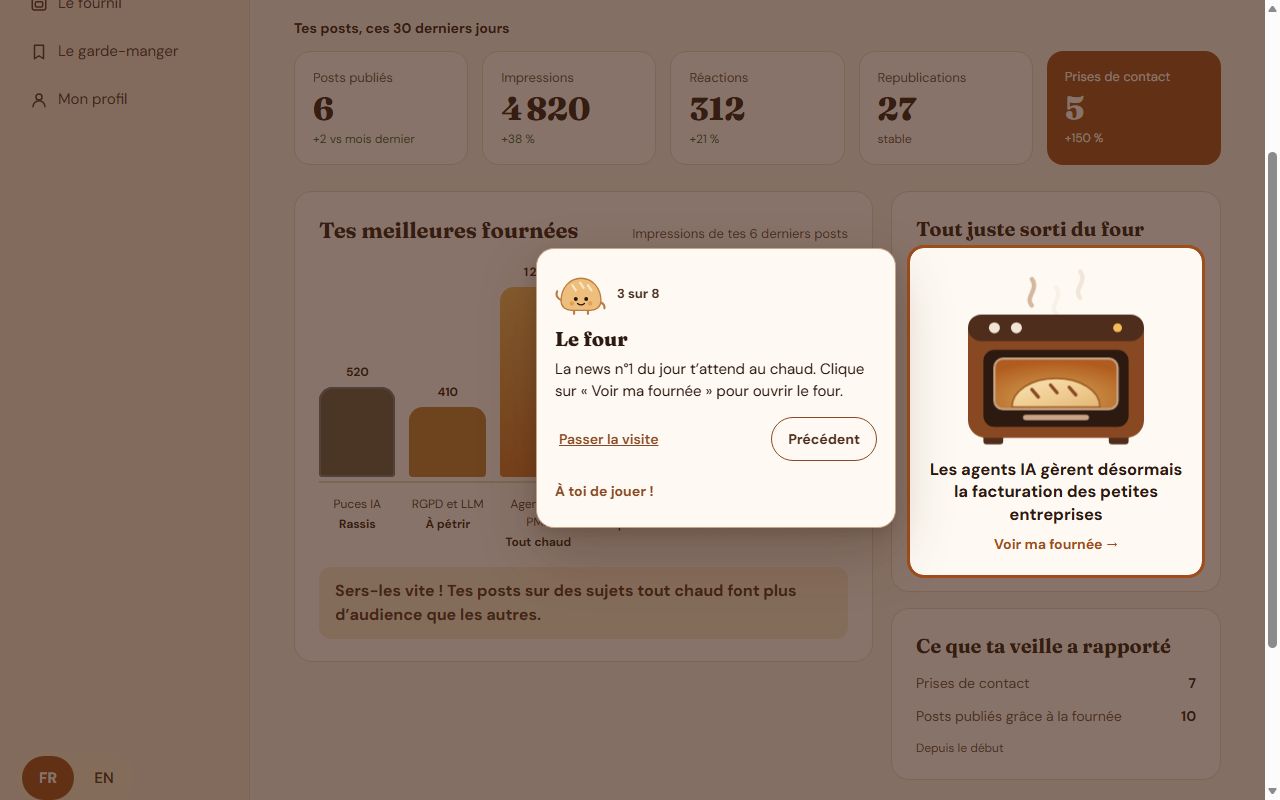 Le fournil
Le garde-manger
Mon profil
FR
EN
Tes posts, ces 30 derniers jours
Posts publiés
6
+2 vs mois dernier
Impressions
4 820
+38 %
Réactions
312
+21 %
Republications
27
stable
Prises de contact
5
+150 %
Tes meilleures fournées
Impressions de tes 6 derniers posts
520
410
Puces IA
Rassis
RGPD et LLM
À pétrir
Tout chaud
Sers-les vite ! Tes posts sur des sujets tout chaud font plus
d’audience que les autres.
3 sur 8
Le four
La news n°1 du jour t’attend au chaud. Clique
sur « Voir ma fournée » pour ouvrir le four.
Passer la visite
Précédent
À toi de jouer !
Tout juste sorti du four
Les agents IA gèrent désormais
la facturation des petites
entreprises
Voir ma fournée →
Ce que ta veille a rapporté
Prises de contact
7
Posts publiés grâce à la fournée
10
Depuis le début